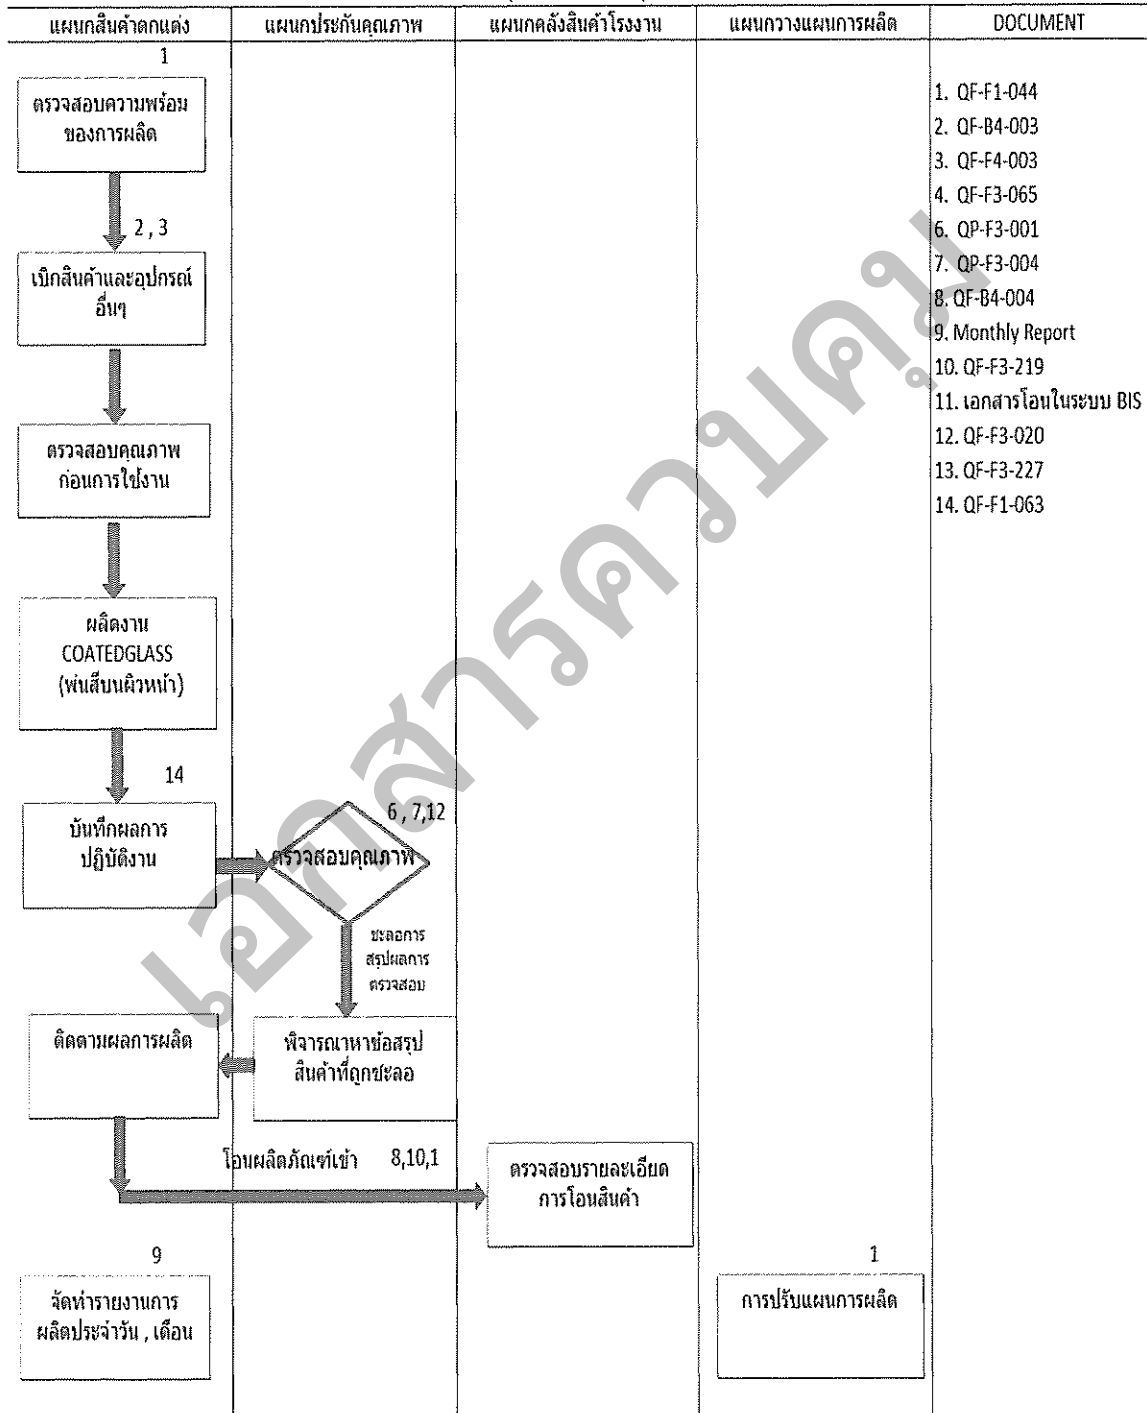 แผนกสินค้าตกแต่ง
แผนกประกันคุณภาพ
แผนกคลังสินค้าโรงงาน
แผนกวางแผนการผลิต
DOCUMENT
1
ตรวจสอบความพร้อม
ของการผลิต
2 , 3
เบิกสินค้าและอุปกรณ์
อื่นๆ
ตรวจสอบคุณภาพ
ก่อนการใช้งาน
ผลิตงาน
COATEDGLASS
(พ่นสีบนผิวหน้า)
14
บันทึกผลการ
ปฏิบัติงาน
6 , 7,12
ตรวจสอบคุณภาพ
ชะลอการ
สรุปผลการ
ตรวจสอบ
ติดตามผลการผลิต
พิจารณาหาข้อสรุป
สินค้าที่ถูกชะลอ
โอนผลิตภัณฑ์เข้า 8,10,1
ตรวจสอบรายละเอียด
การโอนสินค้า
9
จัดทำรายงานการ
ผลิตประจำวัน , เดือน
1
การปรับแผนการผลิต
1. QF-F1-044
2. QF-B4-003
3. QF-F4-003
4. QF-F3-065
6. QP-F3-001
7. QP-F3-004
8. QF-B4-004
9. Monthly Report
10. QF-F3-219
11. เอกสารโอนในระบบ BIS
12. QF-F3-020
13. QF-F3-227
14. QF-F1-063
เอกสารควบคุม